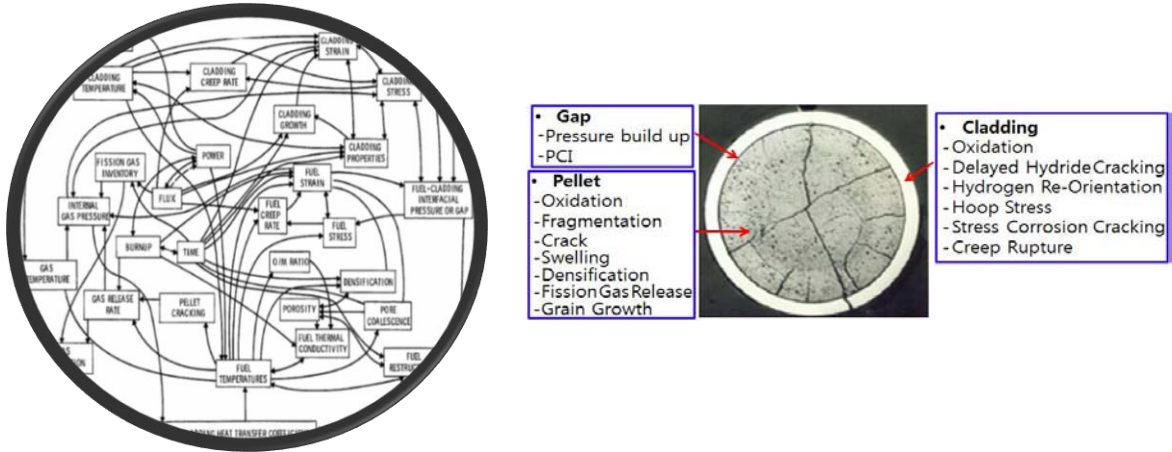 CLADDING
STRAIN
CLADDING
TEMPERATURE
CLADDING
CREEP RATE
CLADDING
STRESS
CLADDING
GROWTH
CLADDING
PROPERTIES
FISSION GAS
INVENTORY
POWER
FLUX
FUEL
STRAIN
FUEL-CLADDING
INTERFACIAL
PRESSURE OR GAP
INTERNAL
GAS PRESSURE
FUEL
CREEP
RATE
FUEL
STRESS
BURNUP
TIME
O/M RATIO
GAS
TEMPERATURE
DENSIFICATION
GAS RELEASE
RATE
PELLET
CRACKING
POROSITY
PORE
COALESCENCE
FUEL THERMAL
CONDUCTIVITY
FUEL
FUEL
TEMPERATURES
HEAT TRANSFER
• Gap
-Pressure build up
-PCI
• Pellet
-Oxidation
-Fragmentation
-Crack
-Swelling
-Densification
-Fission Gas Release
-Grain Growth
• Cladding
-Oxidation
-Delayed Hydride Cracking
-Hydrogen Re-Orientation
-Hoop Stress
-Stress Corrosion Cracking
-Creep Rupture